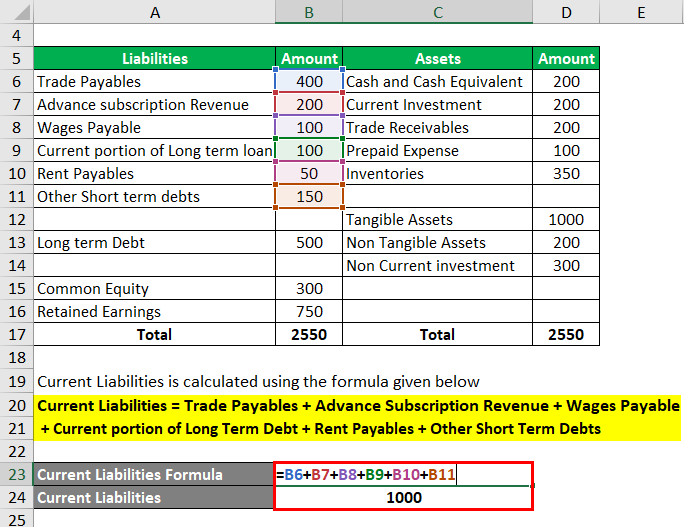 A B C D E
4
5 Liabilities Amount Assets Amount
6 Trade Payables 400 Cash and Cash Equivalent 200
7 Advance subscription Revenue 200 Current Investment 200
8 Wages Payable 100 Trade Receivables 200
9 Current portion of Long term loan 100 Prepaid Expense 100
10 Rent Payables 50 Inventories 350
11 Other Short term debts 150
12 Tangible Assets 1000
13 Long term Debt 500 Non Tangible Assets 200
14 Non Current investment 300
15 Common Equity 300
16 Retained Earnings 750
17 Total 2550 Total 2550
18
19 Current Liabilities is calculated using the formula given below
20 Current Liabilities = Trade Payables + Advance Subscription Revenue + Wages Payable
21 + Current portion of Long Term Debt + Rent Payables + Other Short Term Debts
22
23 Current Liabilities Formula =B6+B7+B8+B9+B10+B11
24 Current Liabilities 1000
25